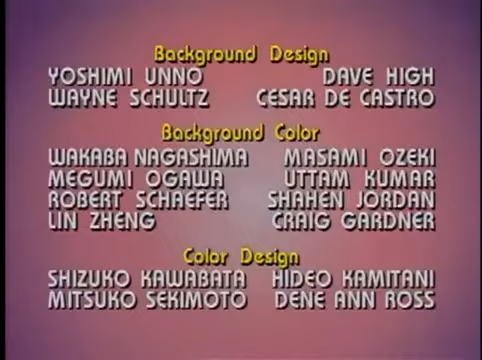 Background Design
YOSHIMI UNNO DAVE HIGH
WAYNE SCHULTZ CESAR DE CASTRO
Background Color
WAKABA NAGASHIMA MASAMI OZEKI
MEGUMI OGAWA UTTAM KUMAR
ROBERT SCHAEFER SHAHEN JORDAN
LIN ZHENG CRAIG GARDNER
Color Design
SHIZUKO KAWABATA HIDEO KAMITANI
MITSUKO SEKIMOTO DENE ANN ROSS